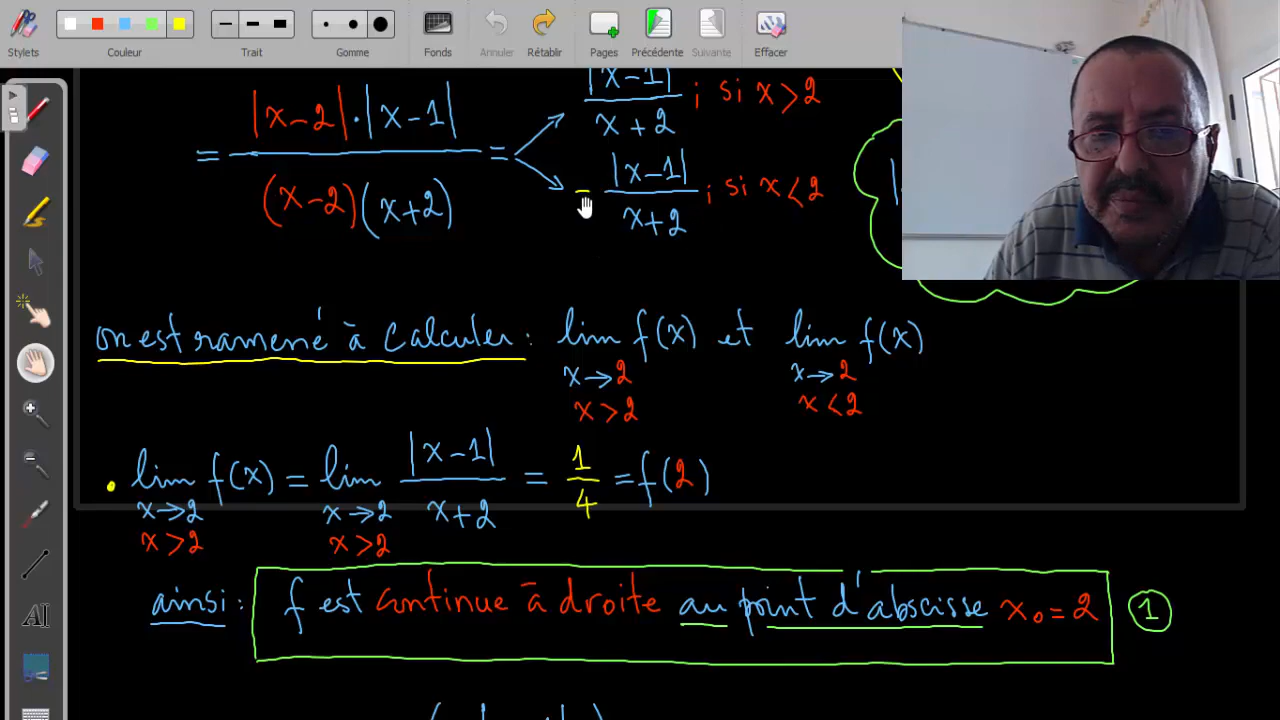 Stylets Couleur Trait Gomme Fonds Annuler Rétablir Pages Précédente Suivante Effacer
= |x-2|·|x-1| / (x-2)(x+2) =
|x-1| / x+2 ; si x>2
- |x-1| / x+2 ; si x<2
on est ramené à calculer : lim f(x) et lim f(x)
x→2 x→2
x>2 x<2
• lim f(x) = lim |x-1| / x+2 = 1/4 = f(2)
x→2 x→2
x>2 x>2
ainsi : f est continue à droite au point d'abscisse x₀=2 ①
AI